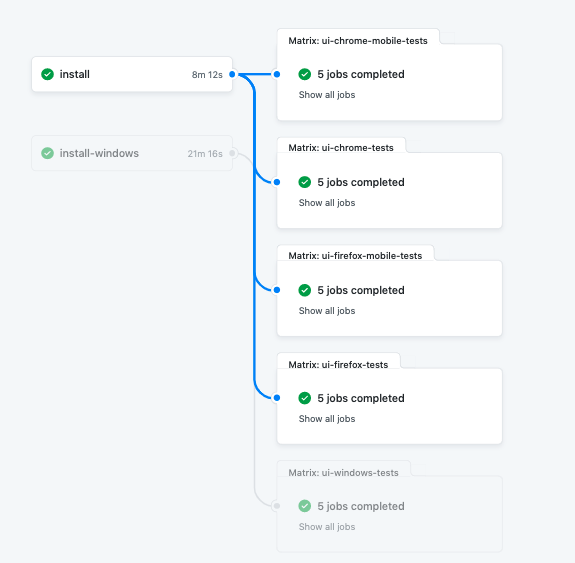 install 8m 12s
install-windows 21m 16s
Matrix: ui-chrome-mobile-tests
5 jobs completed
Show all jobs
Matrix: ui-chrome-tests
5 jobs completed
Show all jobs
Matrix: ui-firefox-mobile-tests
5 jobs completed
Show all jobs
Matrix: ui-firefox-tests
5 jobs completed
Show all jobs
Matrix: ui-windows-tests
5 jobs completed
Show all jobs